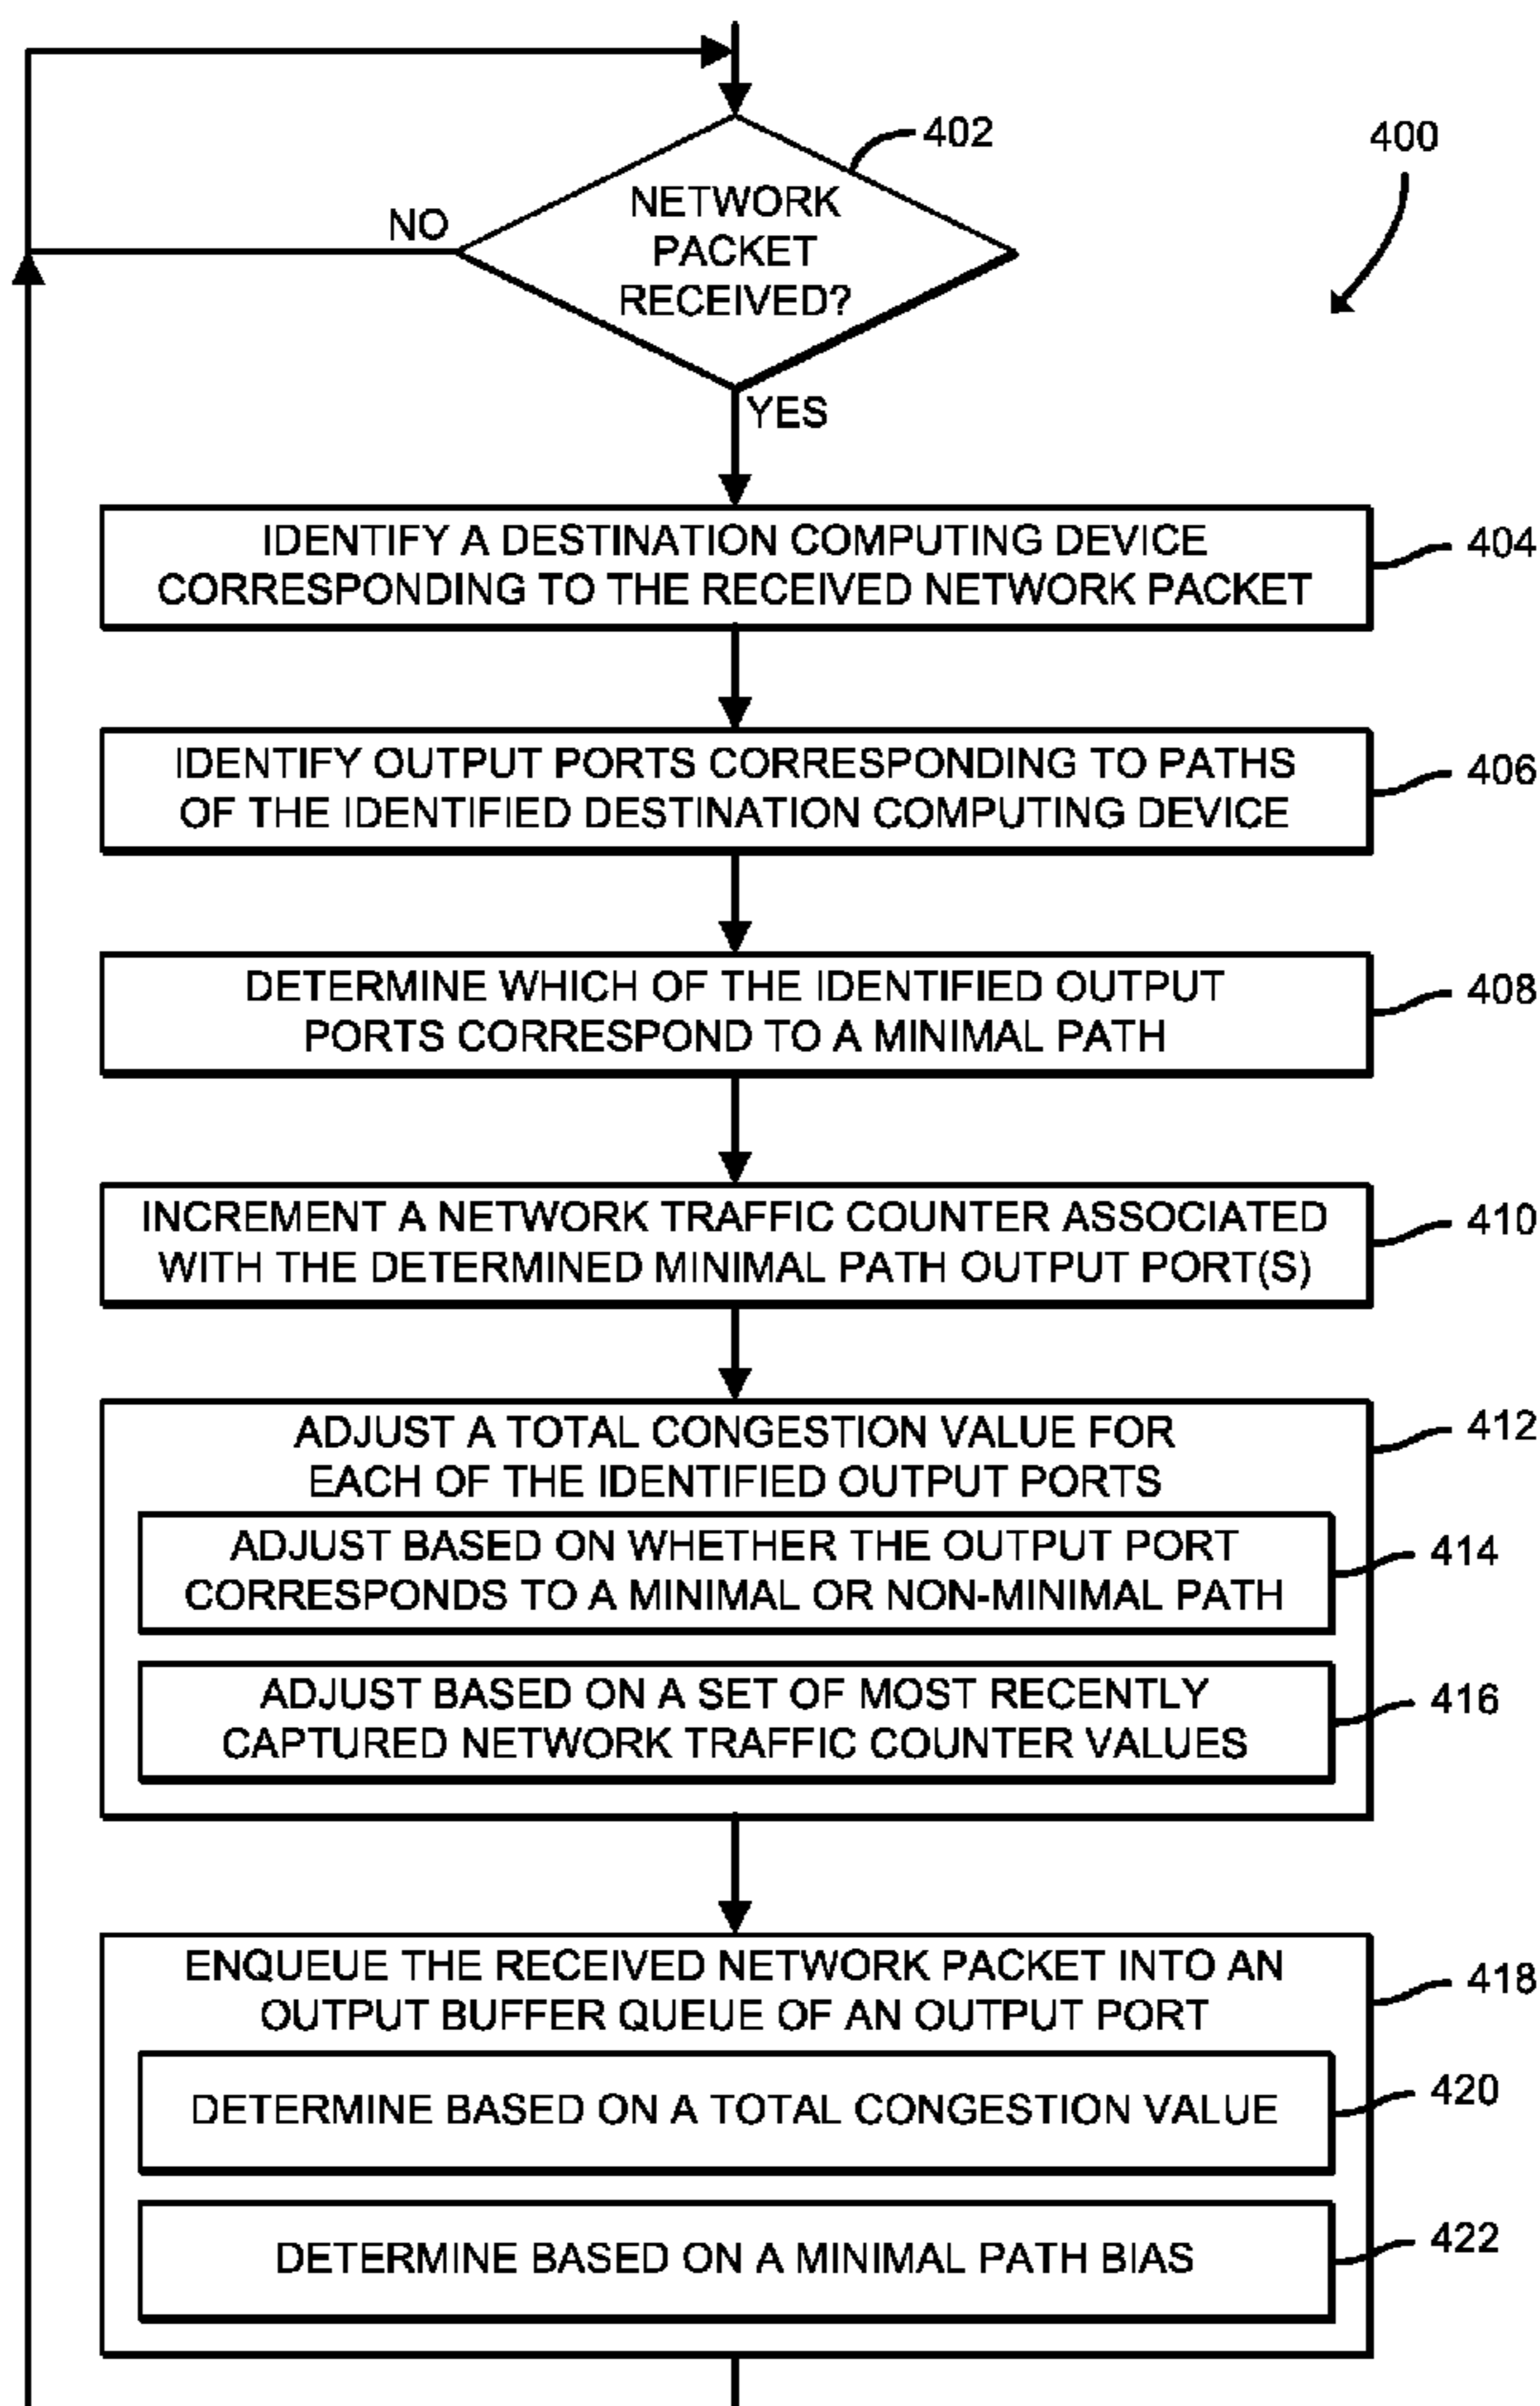 402
400
NETWORK
PACKET
RECEIVED?
NO
YES
IDENTIFY A DESTINATION COMPUTING DEVICE
CORRESPONDING TO THE RECEIVED NETWORK PACKET
404
IDENTIFY OUTPUT PORTS CORRESPONDING TO PATHS
OF THE IDENTIFIED DESTINATION COMPUTING DEVICE
406
DETERMINE WHICH OF THE IDENTIFIED OUTPUT
PORTS CORRESPOND TO A MINIMAL PATH
408
INCREMENT A NETWORK TRAFFIC COUNTER ASSOCIATED
WITH THE DETERMINED MINIMAL PATH OUTPUT PORT(S)
410
ADJUST A TOTAL CONGESTION VALUE FOR
EACH OF THE IDENTIFIED OUTPUT PORTS
412
ADJUST BASED ON WHETHER THE OUTPUT PORT
CORRESPONDS TO A MINIMAL OR NON-MINIMAL PATH
414
ADJUST BASED ON A SET OF MOST RECENTLY
CAPTURED NETWORK TRAFFIC COUNTER VALUES
416
ENQUEUE THE RECEIVED NETWORK PACKET INTO AN
OUTPUT BUFFER QUEUE OF AN OUTPUT PORT
418
DETERMINE BASED ON A TOTAL CONGESTION VALUE
420
DETERMINE BASED ON A MINIMAL PATH BIAS
422